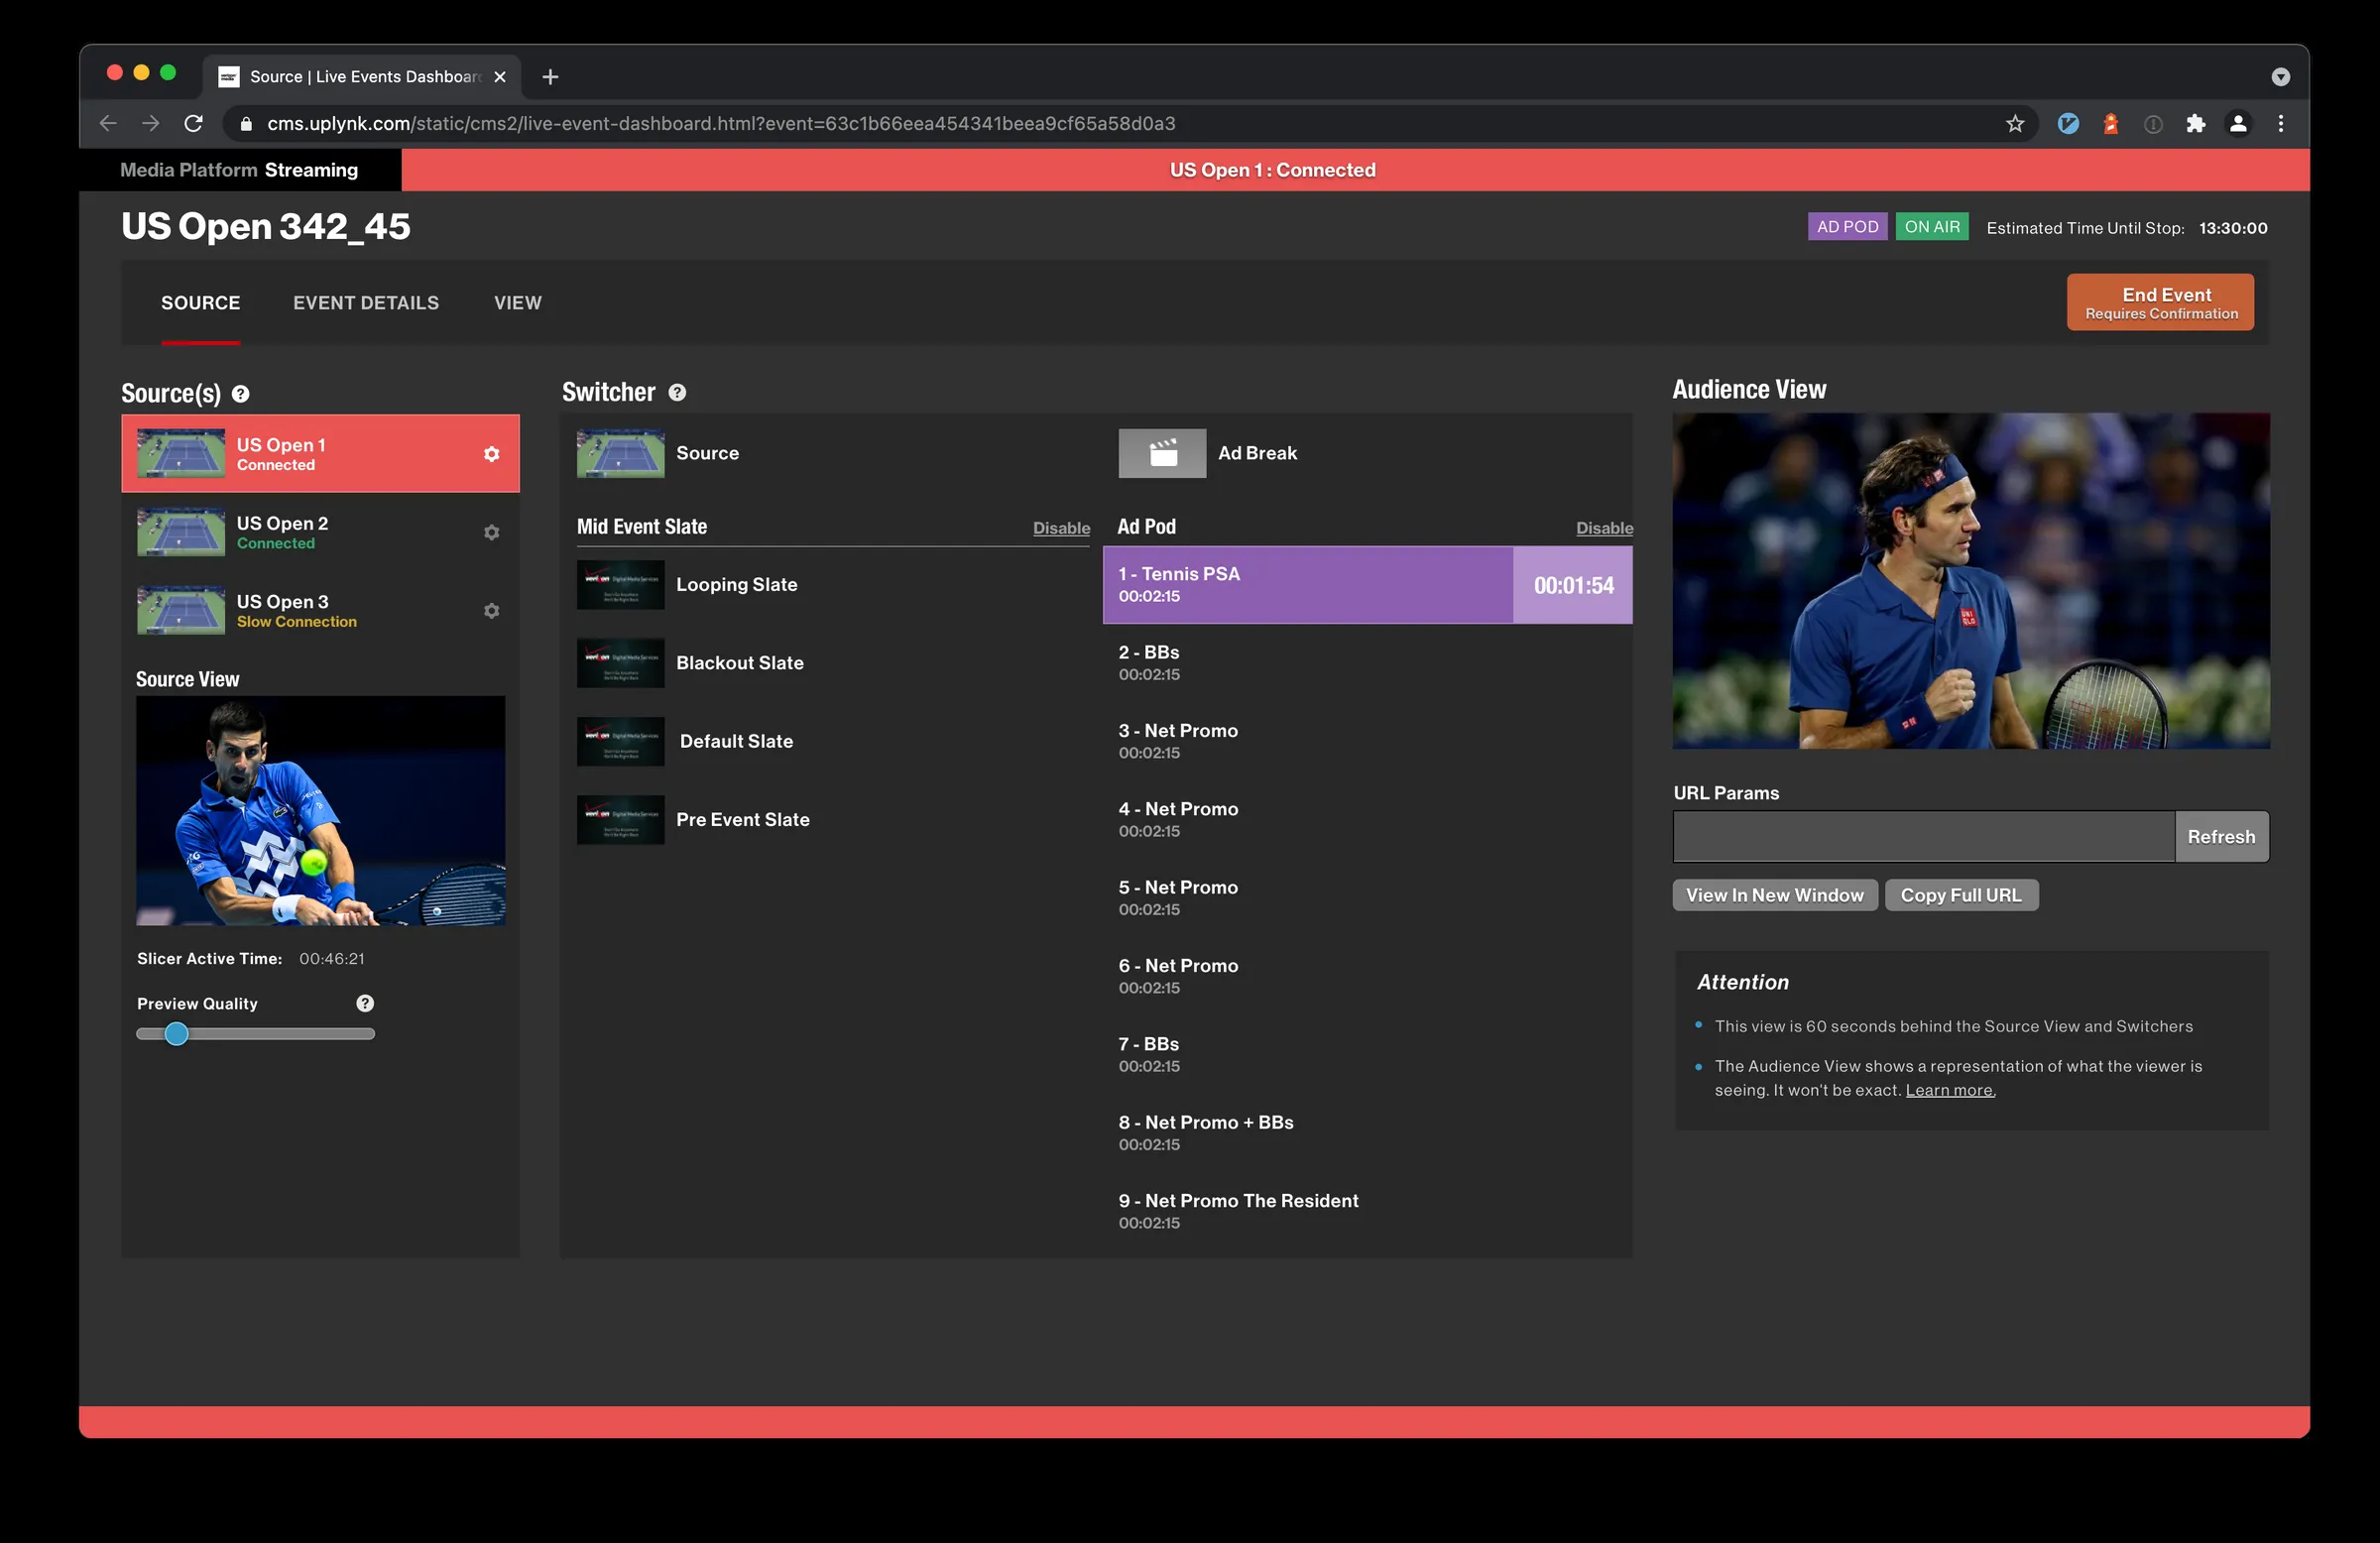 Source | Live Events Dashboar
cms.uplynk.com/static/cms2/live-event-dashboard.html?event=63c1b66eea454341beea9cf65a58d0a3
Media Platform Streaming
US Open 1 : Connected
US Open 342_45
AD POD
ON AIR
Estimated Time Until Stop: 13:30:00
SOURCE
EVENT DETAILS
VIEW
End Event
Requires Confirmation
Source(s)
US Open 1
Connected
US Open 2
Connected
US Open 3
Slow Connection
Source View
Slicer Active Time: 00:46:21
Preview Quality
Switcher
Source
Ad Break
Mid Event Slate
Disable
Looping Slate
Blackout Slate
Default Slate
Pre Event Slate
Ad Pod
Disable
1 - Tennis PSA
00:02:15
00:01:54
2 - BBs
00:02:15
3 - Net Promo
00:02:15
4 - Net Promo
00:02:15
5 - Net Promo
00:02:15
6 - Net Promo
00:02:15
7 - BBs
00:02:15
8 - Net Promo + BBs
00:02:15
9 - Net Promo The Resident
00:02:15
Audience View
UNI
QLO
URL Params
Refresh
View In New Window
Copy Full URL
Attention
This view is 60 seconds behind the Source View and Switchers
The Audience View shows a representation of what the viewer is
seeing. It won't be exact. Learn more.